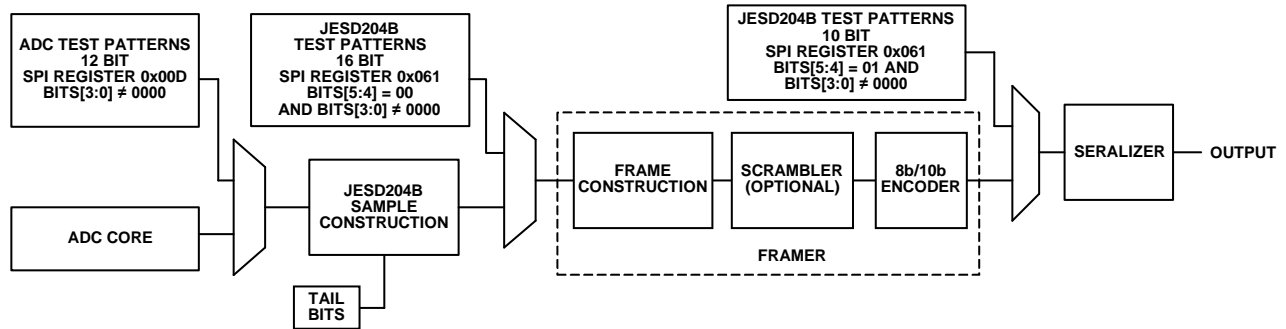 ADC TEST PATTERNS
12 BIT
SPI REGISTER 0x00D
BITS[3:0] ≠ 0000
JESD204B
TEST PATTERNS
16 BIT
SPI REGISTER 0x061
BITS[5:4] = 00
AND BITS[3:0] ≠ 0000
JESD204B TEST PATTERNS
10 BIT
SPI REGISTER 0x061
BITS[5:4] = 01 AND
BITS[3:0] ≠ 0000
ADC CORE
JESD204B
SAMPLE
CONSTRUCTION
TAIL
BITS
FRAME
CONSTRUCTION
SCRAMBLER
(OPTIONAL)
8b/10b
ENCODER
FRAMER
SERALIZER
OUTPUT